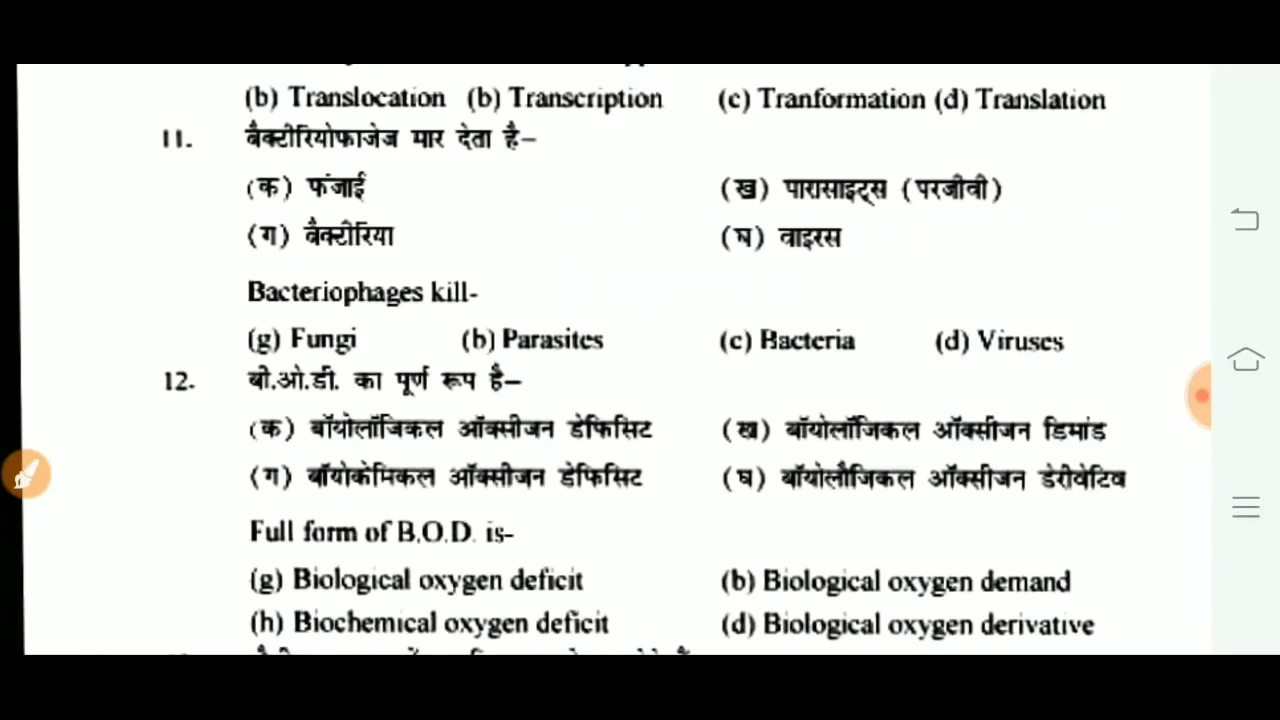 (b) Translocation (b) Transcription (c) Tranformation (d) Translation
11. बैक्टीरियोफाजेज मार देता है–
(क) फंजाई (ख) पारासाइट्स (परजीवी)
(ग) बैक्टीरिया (घ) वाइरस
Bacteriophages kill-
(g) Fungi (b) Parasites (c) Bacteria (d) Viruses
12. बी.ओ.डी. का पूर्ण रूप है–
(क) बॉयोलॉजिकल ऑक्सीजन डेफिसिट (ख) बॉयोलॉजिकल ऑक्सीजन डिमांड
(ग) बॉयोकेमिकल ऑक्सीजन डेफिसिट (घ) बॉयोलौजिकल ऑक्सीजन डेरीवेटिव
Full form of B.O.D. is-
(g) Biological oxygen deficit (b) Biological oxygen demand
(h) Biochemical oxygen deficit (d) Biological oxygen derivative